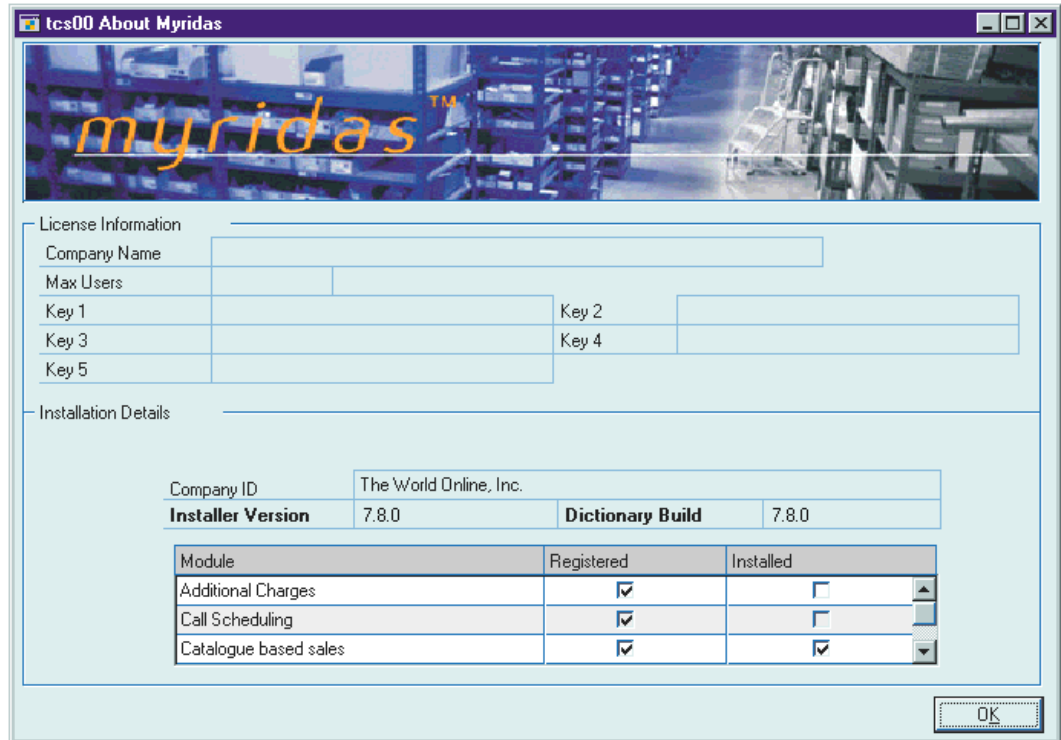 tcs00 About Myridas
myridas™
License Information
Company Name
Max Users
Key 1 Key 2
Key 3 Key 4
Key 5
Installation Details
Company ID The World Online, Inc.
Installer Version 7.8.0 Dictionary Build 7.8.0
Module Registered Installed
Additional Charges
Call Scheduling
Catalogue based sales
OK